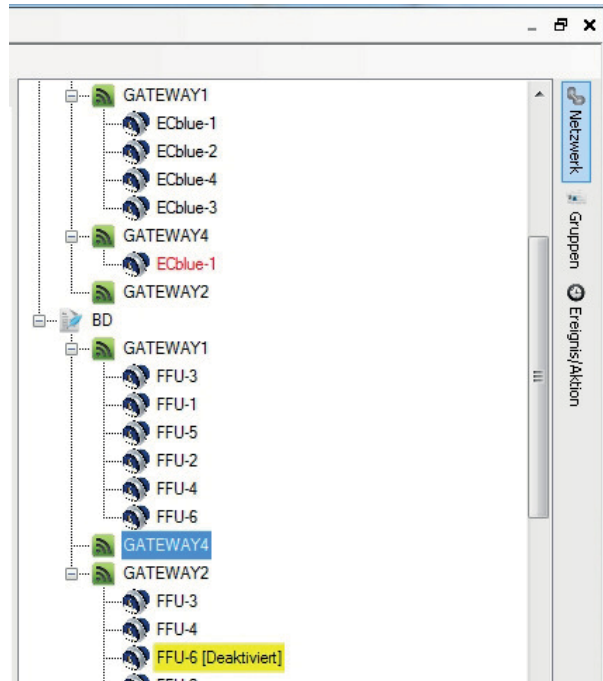 GATEWAY1
ECblue-1
ECblue-2
ECblue-4
ECblue-3
GATEWAY4
ECblue-1
GATEWAY2
BD
GATEWAY1
FFU-3
FFU-1
FFU-5
FFU-2
FFU-4
FFU-6
GATEWAY4
GATEWAY2
FFU-3
FFU-4
FFU-6 [Deaktiviert]
Netzwerk
Gruppen
Ereignis/Aktion